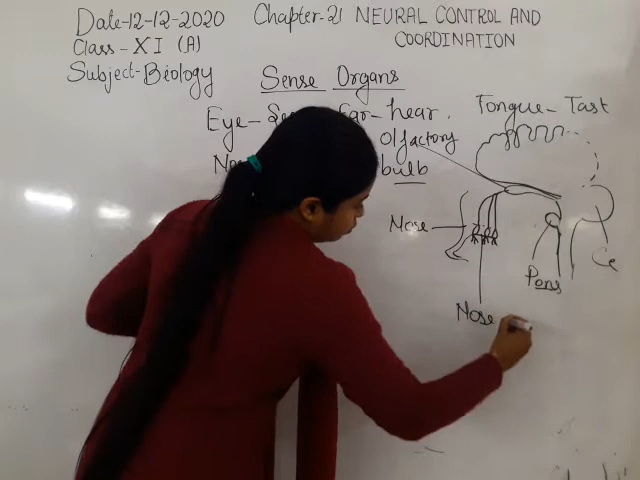 Date-12-12-2020 Chapter-21 NEURAL CONTROL AND
Class-XI (A) COORDINATION
Subject-Biology
Sense Organs
Eye- Ear-hear. Tongue-Tast
Olfactory
bulb
Nose
Ce
Pons
Nose